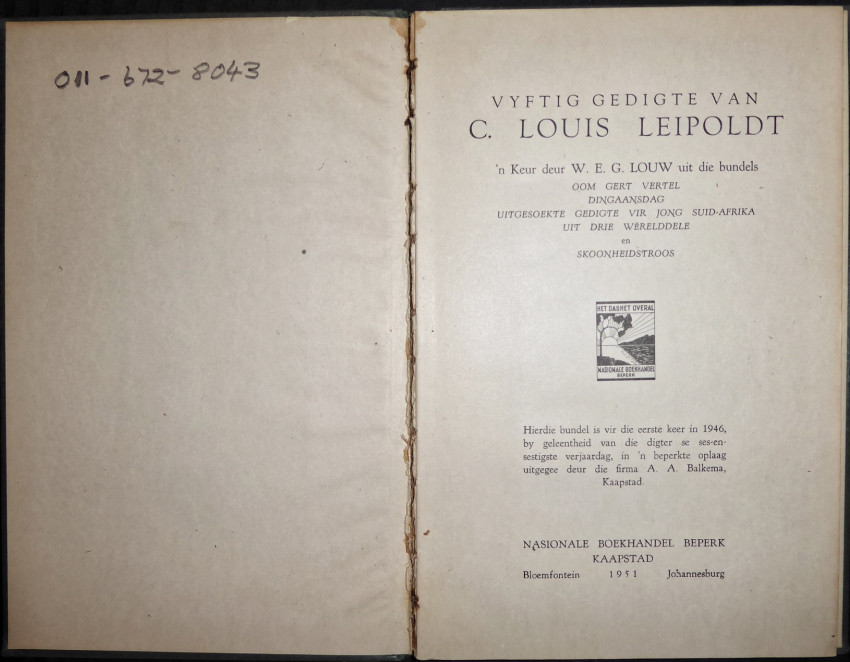 011-672-8043
VYFTIG GEDIGTE VAN
C. LOUIS LEIPOLDT
'n Keur deur W. E. G. LOUW uit die bundels
OOM GERT VERTEL
DINGAANSDAG
UITGESOEKTE GEDIGTE VIR JONG SUID-AFRIKA
UIT DRIE WÊRELDDELE
en
SKOONHEIDSTROOS
HET DAGHET OVERAL
NASIONALE BOEKHANDEL
BEPERK
Hierdie bundel is vir die eerste keer in 1946,
by geleentheid van die digter se ses-en-
sestigste verjaardag, in 'n beperkte oplaag
uitgegee deur die firma A. A. Balkema,
Kaapstad.
NASIONALE BOEKHANDEL BEPERK
KAAPSTAD
Bloemfontein 1951 Johannesburg